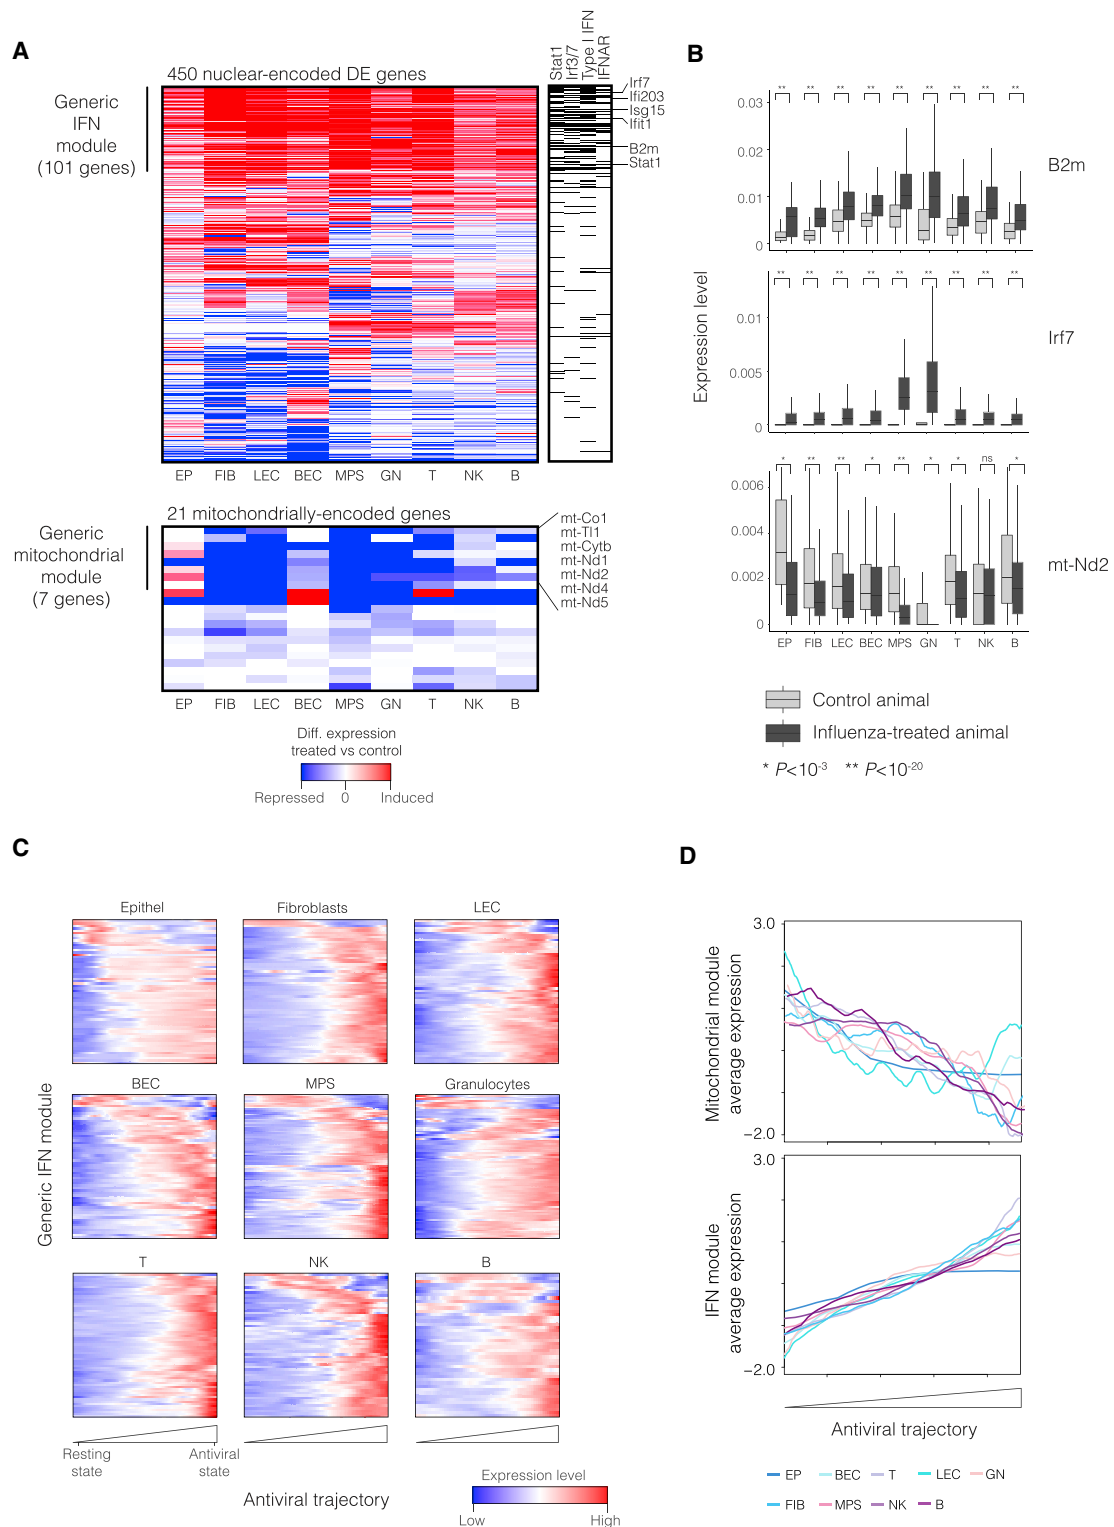 A
450 nuclear-encoded DE genes
Generic
IFN
module
(101 genes)
Stat1
Irf3/7
Type I IFN
IFNAR
Irf7
Ifi203
Isg15
Ifit1
B2m
Stat1
EP FIB LEC BEC MPS GN T NK B
21 mitochondrially-encoded genes
Generic
mitochondrial
module
(7 genes)
mt-Co1
mt-Tl1
mt-Cytb
mt-Nd1
mt-Nd2
mt-Nd4
mt-Nd5
EP FIB LEC BEC MPS GN T NK B
Diff. expression
treated vs control
Repressed 0 Induced
B
** ** ** ** ** ** ** ** **
0.03
0.02
0.01
0
B2m
** ** ** ** ** ** ** ** **
0.01
0.005
0
Irf7
Expression level
* ** ** * ** * * ns *
0.006
0.004
0.002
0
mt-Nd2
EP FIB LEC BEC MPS GN T NK B
Control animal
Influenza-treated animal
* P<10-3 ** P<10-20
C
Epithel Fibroblasts LEC
BEC MPS Granulocytes
T NK B
Generic IFN module
Resting
state
Antiviral
state
Antiviral trajectory
Expression level
Low High
D
3.0
−2.0
Mitochondrial module
average expression
3.0
−2.0
IFN module
average expression
Antiviral trajectory
EP BEC T LEC GN
FIB MPS NK B